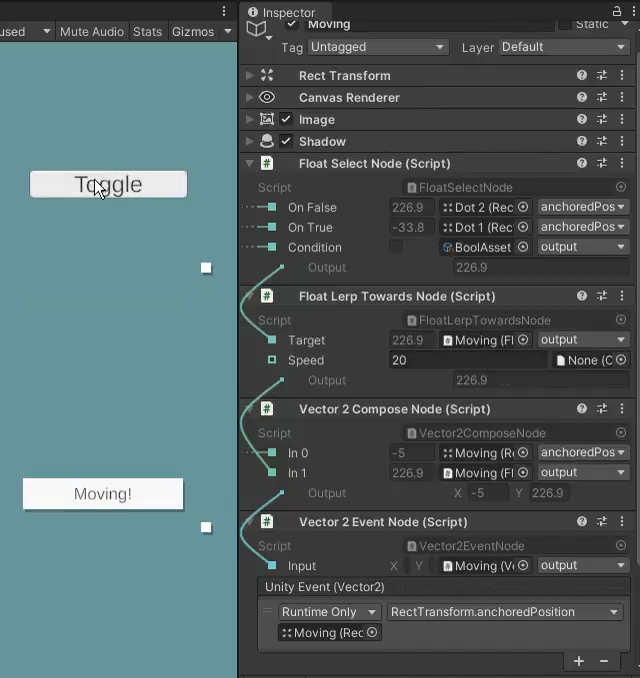 used Mute Audio Stats Gizmos
Toggle
Moving!
Inspector
Moving Static
Tag Untagged Layer Default
Rect Transform
Canvas Renderer
Image
Shadow
Float Select Node (Script)
Script FloatSelectNode
On False 226.9 Dot 2 (Rec anchoredPos
On True -33.8 Dot 1 (Rec anchoredPos
Condition BoolAsset output
Output 226.9
Float Lerp Towards Node (Script)
Script FloatLerpTowardsNode
Target 226.9 Moving (Fl output
Speed 20 None (C
Output 226.9
Vector 2 Compose Node (Script)
Script Vector2ComposeNode
In 0 -5 Moving (Re anchoredPos
In 1 226.9 Moving (Fl output
Output X -5 Y 226.9
Vector 2 Event Node (Script)
Script Vector2EventNode
Input X Y Moving (Ve output
Unity Event (Vector2)
Runtime Only RectTransform.anchoredPosition
Moving (Rec